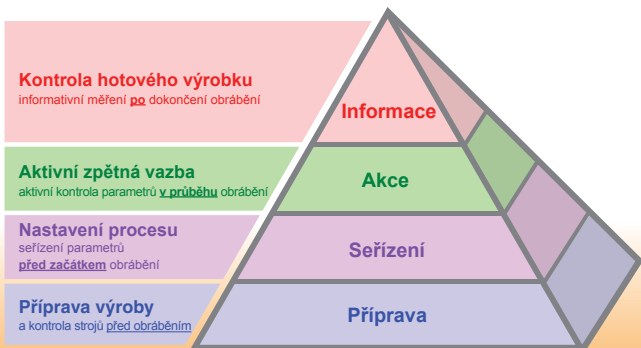 Kontrola hotového výrobku
informativní měření po dokončení obrábění
Informace
Aktivní zpětná vazba
aktivní kontrola parametrů v průběhu obrábění
Akce
Nastavení procesu
seřízení parametrů
před začátkem obrábění
Seřízení
Příprava výroby
a kontrola strojů před obráběním
Příprava